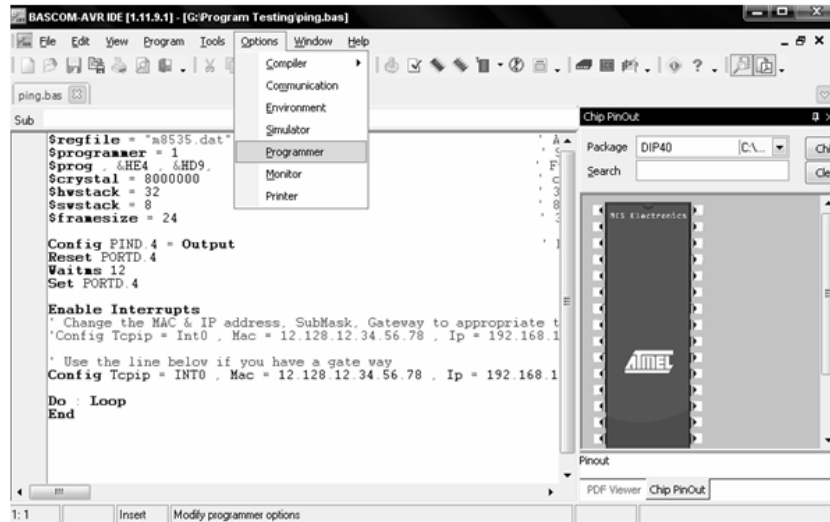 BASCOM-AVR IDE [1.11.9.1] - [G:\Program Testing\ping.bas]
File Edit View Program Tools Options Window Help
ping.bas
Sub
Compiler
Communication
Environment
Simulator
Programmer
Monitor
Printer
$regfile = "m8535.dat"
$programmer = 1
$prog , &HE4 , &HD9,
$crystal = 8000000
$hwstack = 32
$swstack = 8
$framesize = 24
Config PIND.4 = Output
Reset PORTD.4
Waitms 12
Set PORTD.4
Enable Interrupts
' Change the MAC & IP address, SubMask, Gateway to appropriate t
'Config Tcpip = Int0 , Mac = 12.128.12.34.56.78 , Ip = 192.168.1
' Use the line below if you have a gate way
Config Tcpip = INT0 , Mac = 12.128.12.34.56.78 , Ip = 192.168.1
Do : Loop
End
Chip PinOut
Package DIP40 C:\...
Search
MCS Electronics
ATMEL
Pinout
PDF Viewer Chip PinOut
1: 1 Insert Modify programmer options